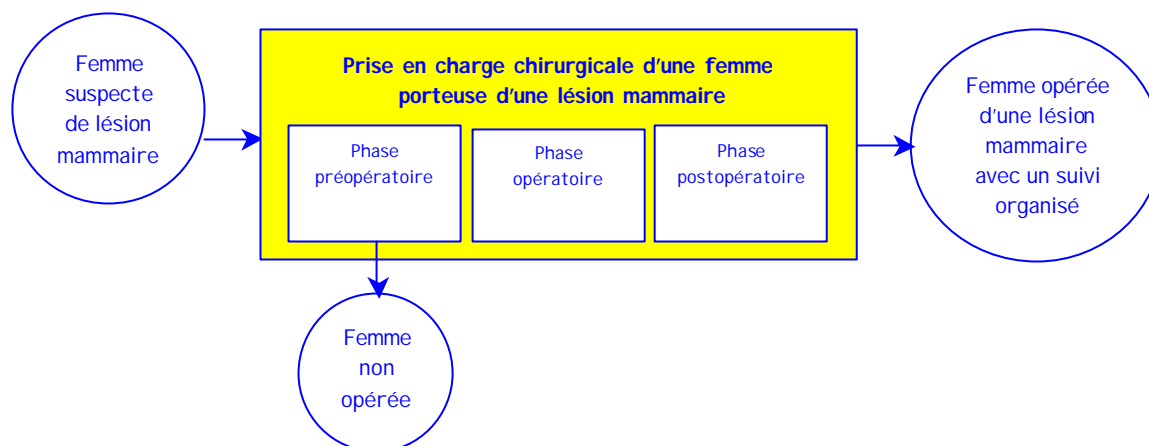 Femme
suspecte
de lésion
mammaire
Prise en charge chirurgicale d'une femme
porteuse d'une lésion mammaire
Phase
préopératoire
Phase
opératoire
Phase
postopératoire
Femme opérée
d'une lésion
mammaire
avec un suivi
organisé
Femme
non
opérée